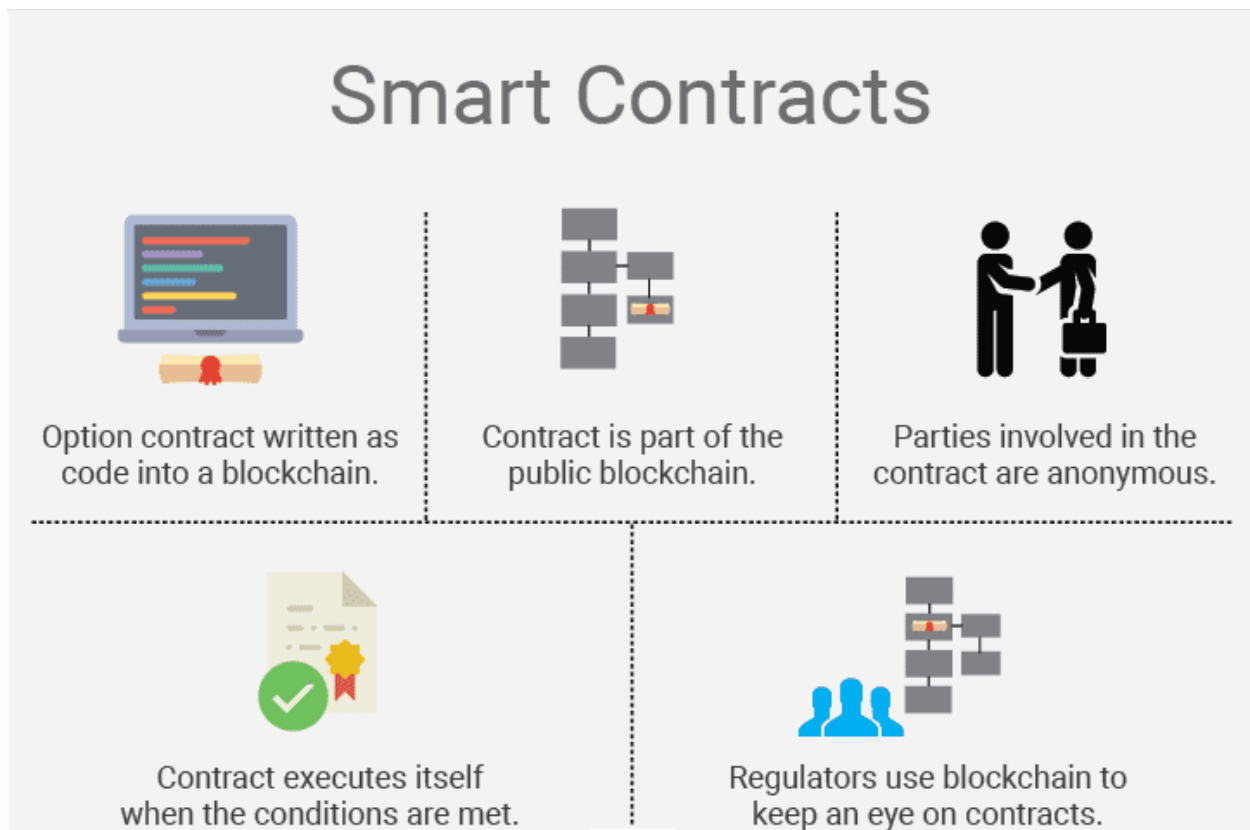 Smart Contracts
Option contract written as
code into a blockchain.
Contract is part of the
public blockchain.
Parties involved in the
contract are anonymous.
Contract executes itself
when the conditions are met.
Regulators use blockchain to
keep an eye on contracts.